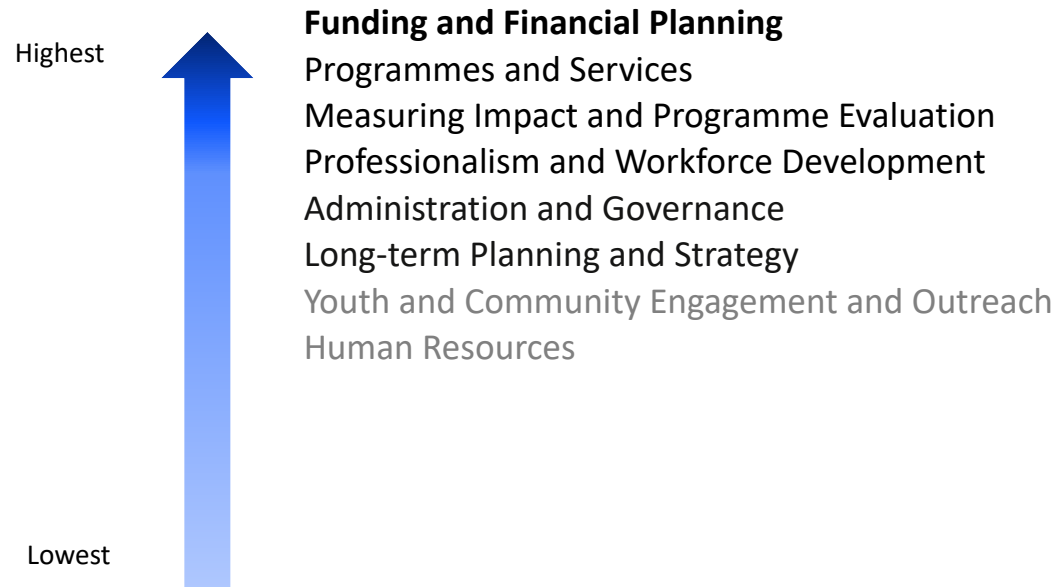 Highest
Funding and Financial Planning
Programmes and Services
Measuring Impact and Programme Evaluation
Professionalism and Workforce Development
Administration and Governance
Long-term Planning and Strategy
Youth and Community Engagement and Outreach
Human Resources
Lowest